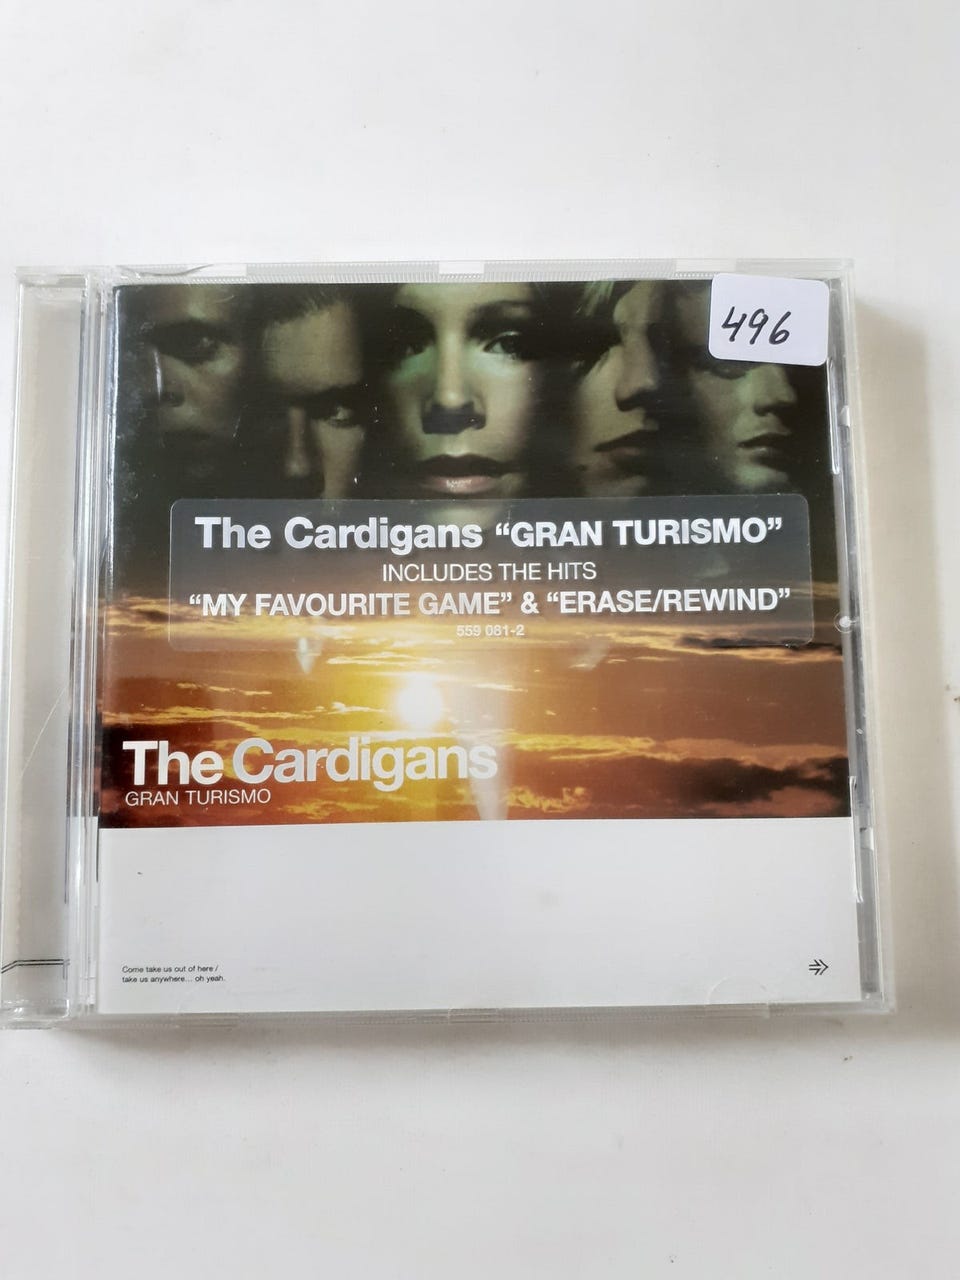 496
The Cardigans “GRAN TURISMO”
INCLUDES THE HITS
“MY FAVOURITE GAME” & “ERASE/REWIND”
559 081-2
The Cardigans
GRAN TURISMO
Come take us out of here /
take us anywhere... oh yeah.